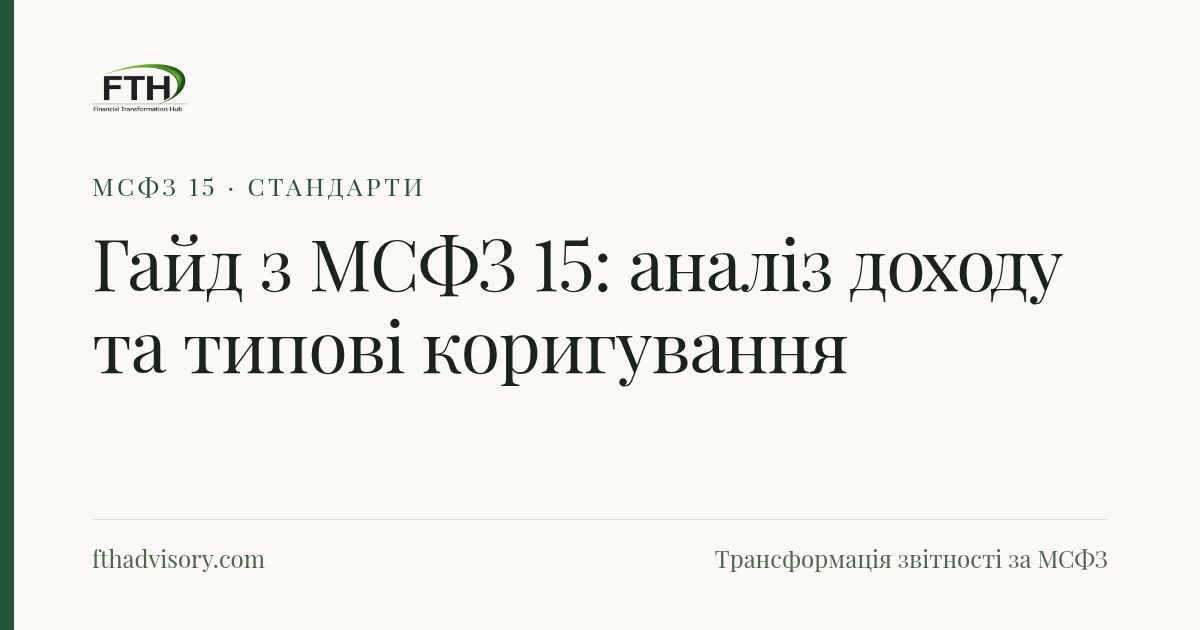 FTH
Financial Transformation Hub
МСФЗ 15 · СТАНДАРТИ
Гайд з МСФЗ 15: аналіз доходу
та типові коригування
fthadvisory.com
Трансформація звітності за МСФЗ